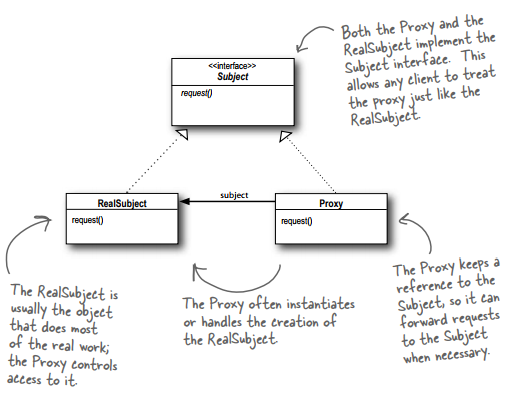 Both the Proxy and the
RealSubject implement the
Subject interface. This
allows any client to treat
the proxy just like the
RealSubject.
<<interface>>
Subject
request()
RealSubject
request()
subject
Proxy
request()
The RealSubject is
usually the object
that does most
of the real work;
the Proxy controls
access to it.
The Proxy often instantiates
or handles the creation of
the RealSubject.
The Proxy keeps a
reference to the
Subject, so it can
forward requests
to the Subject
when necessary.